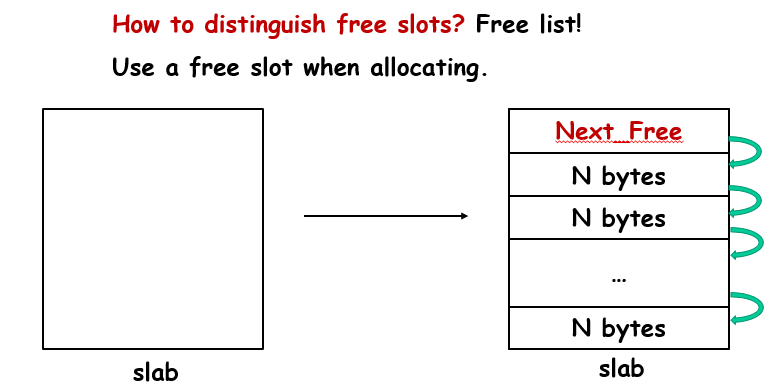 How to distinguish free slots? Free list!
Use a free slot when allocating.
Next_Free
N bytes
N bytes
...
N bytes
slab
slab